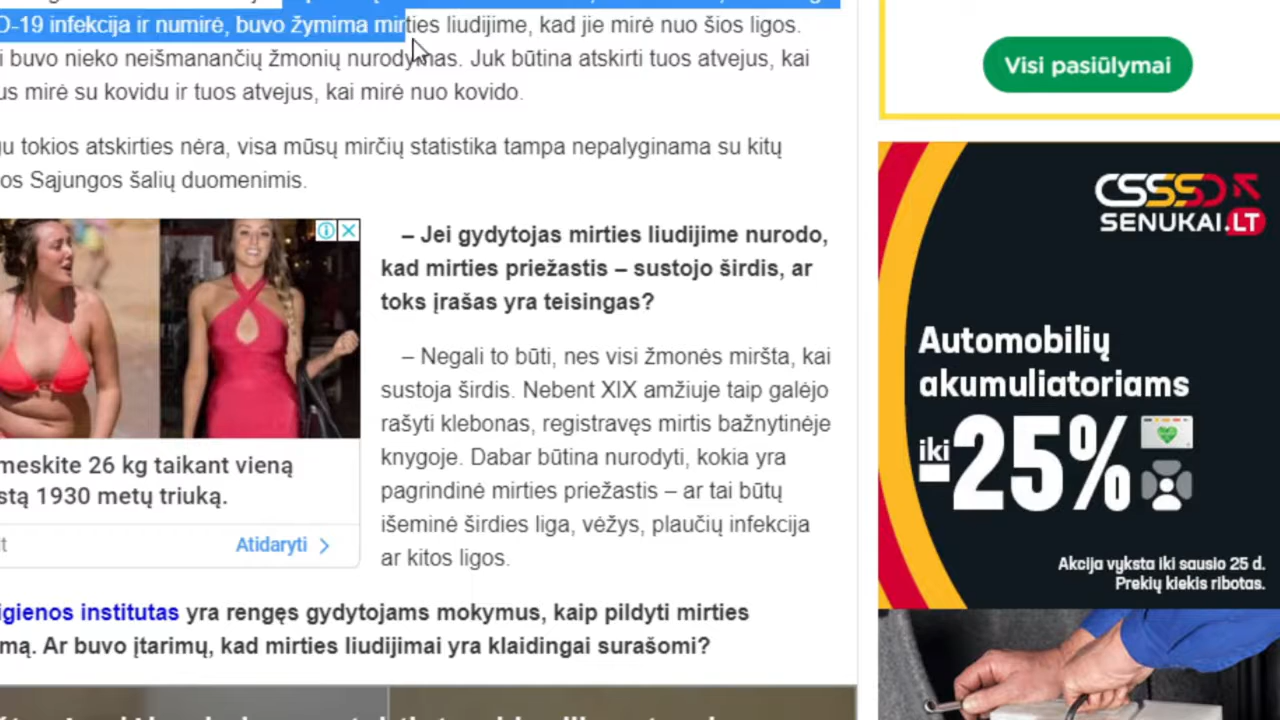 O-19 infekcija ir numirė, buvo žymima mirties liudijime, kad jie mirė nuo šios ligos.
i buvo nieko neišmanančių žmonių nurodymas. Juk būtina atskirti tuos atvejus, kai
us mirė su kovidu ir tuos atvejus, kai mirė nuo kovido.
u tokios atskirties nėra, visa mūsų mirčių statistika tampa nepalyginama su kitų
os Sąjungos šalių duomenimis.
– Jei gydytojas mirties liudijime nurodo,
kad mirties priežastis – sustojo širdis, ar
toks įrašas yra teisingas?
– Negali to būti, nes visi žmonės miršta, kai
sustoja širdis. Nebent XIX amžiuje taip galėjo
rašyti klebonas, registravęs mirtis bažnytinėje
knygoje. Dabar būtina nurodyti, kokia yra
pagrindinė mirties priežastis – ar tai būtų
išeminė širdies liga, vėžys, plaučių infekcija
ar kitos ligos.
meskite 26 kg taikant vieną
stą 1930 metų triuką.
t
Atidaryti
igienos institutas yra rengęs gydytojams mokymus, kaip pildyti mirties
mą. Ar buvo įtarimų, kad mirties liudijimai yra klaidingai surašomi?
Visi pasiūlymai
SENUKAI.LT
Automobilių
akumuliatoriams
iki 25%
Akcija vyksta iki sausio 25 d.
Prekių kiekis ribotas.